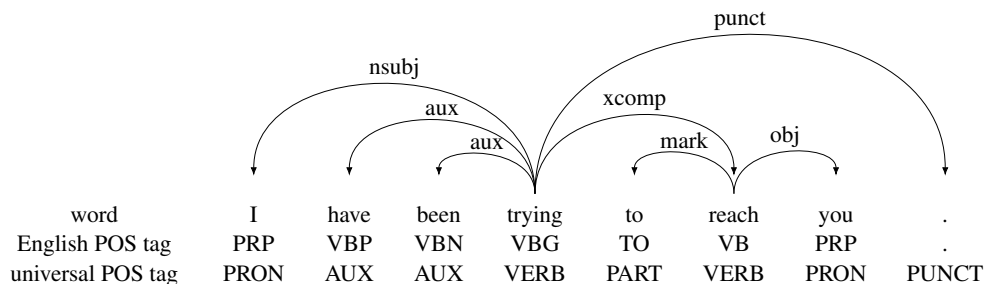 punct
nsubj
xcomp
aux
aux mark obj
word I have been trying to reach you .
English POS tag PRP VBP VBN VBG TO VB PRP .
universal POS tag PRON AUX AUX VERB PART VERB PRON PUNCT